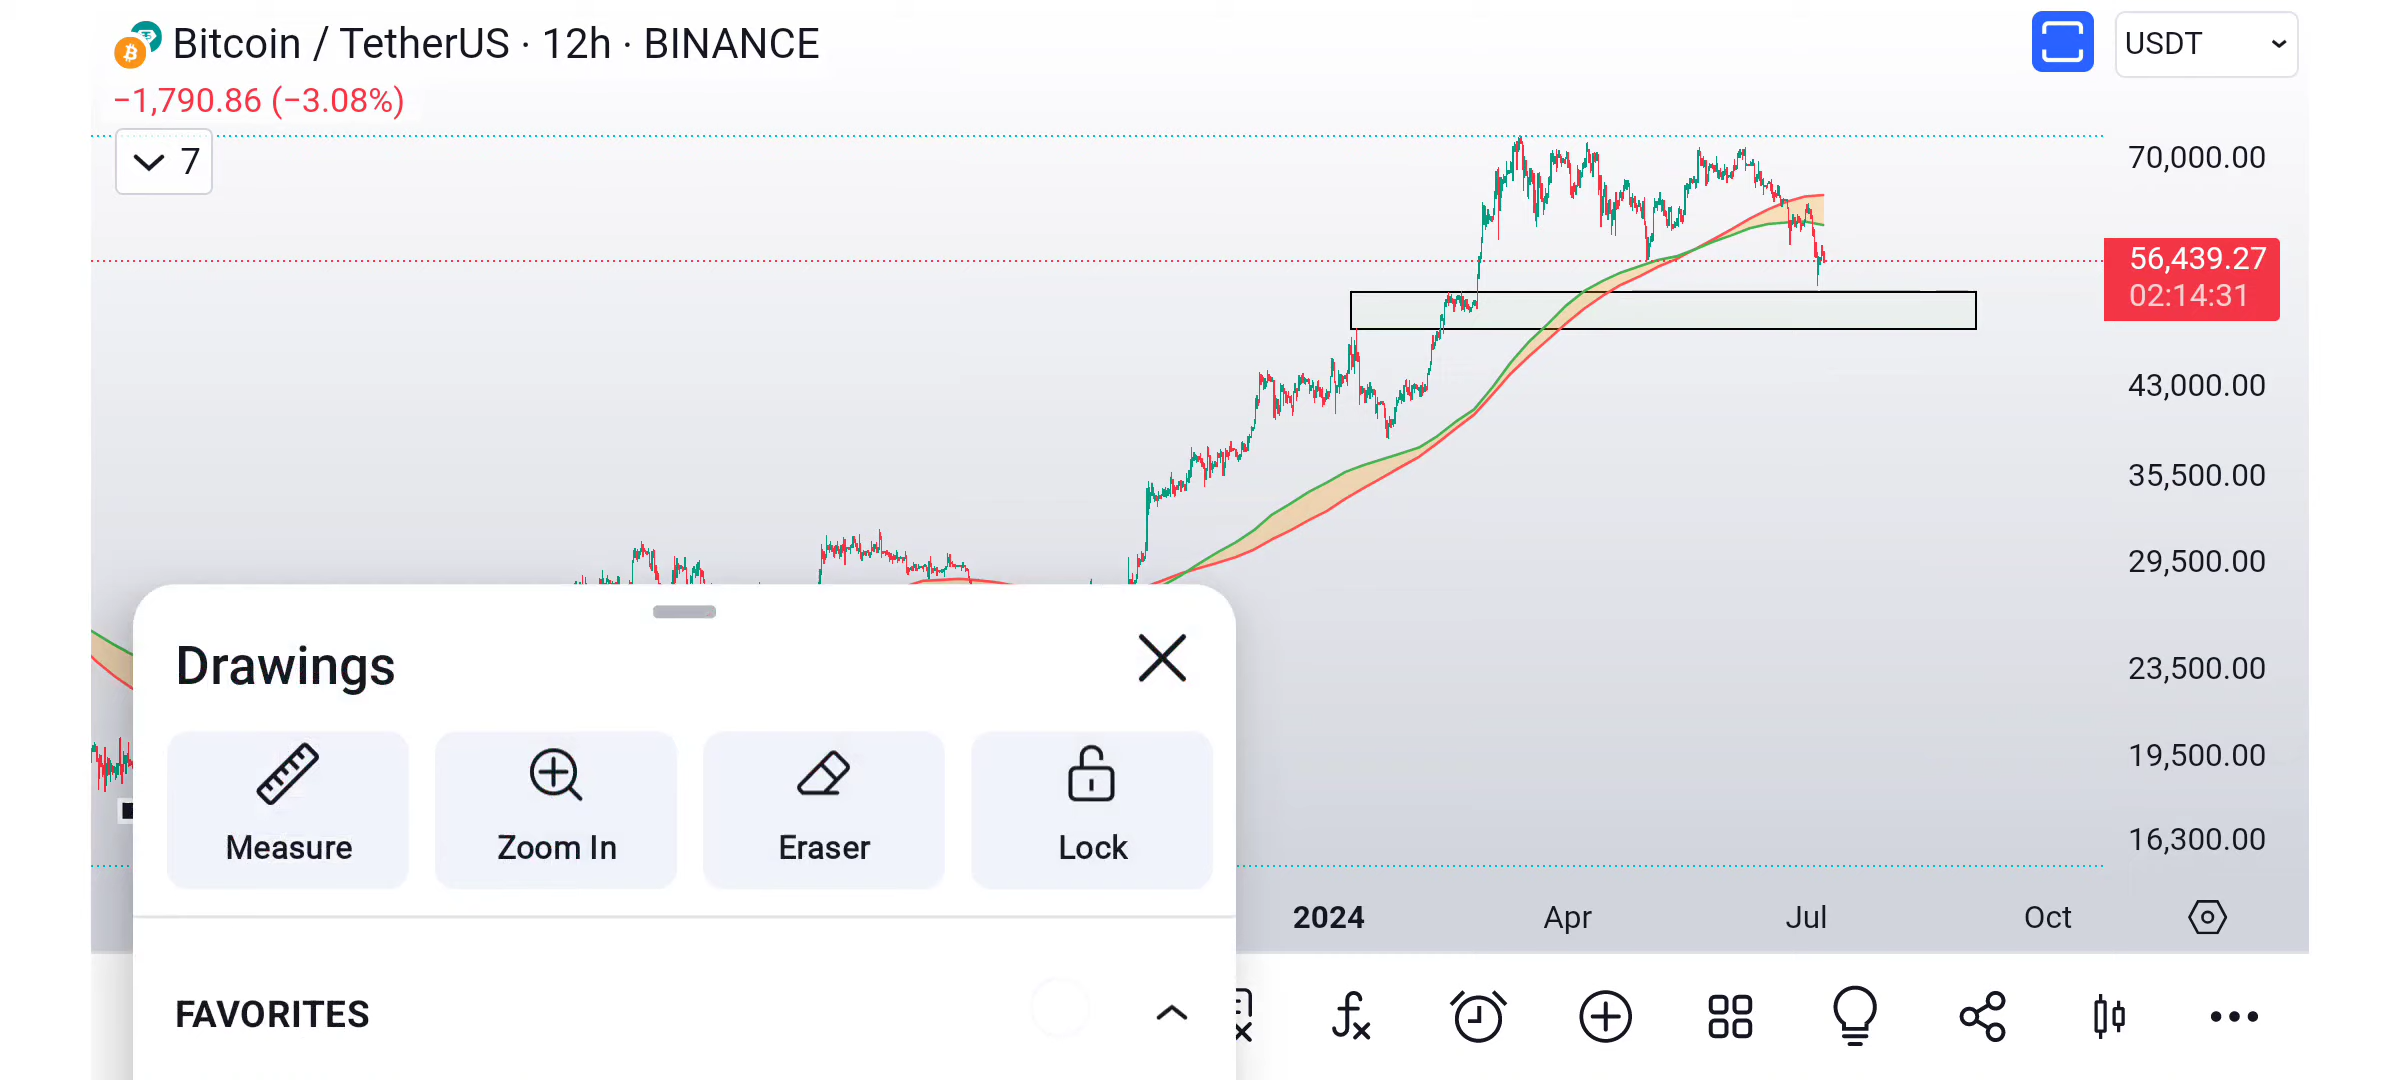 Bitcoin / TetherUS · 12h · BINANCE
USDT
−1,790.86 (−3.08%)
7
70,000.00
56,439.27
02:14:31
43,000.00
35,500.00
29,500.00
23,500.00
19,500.00
16,300.00
Drawings
Measure
Zoom In
Eraser
Lock
2024
Apr
Jul
Oct
FAVORITES